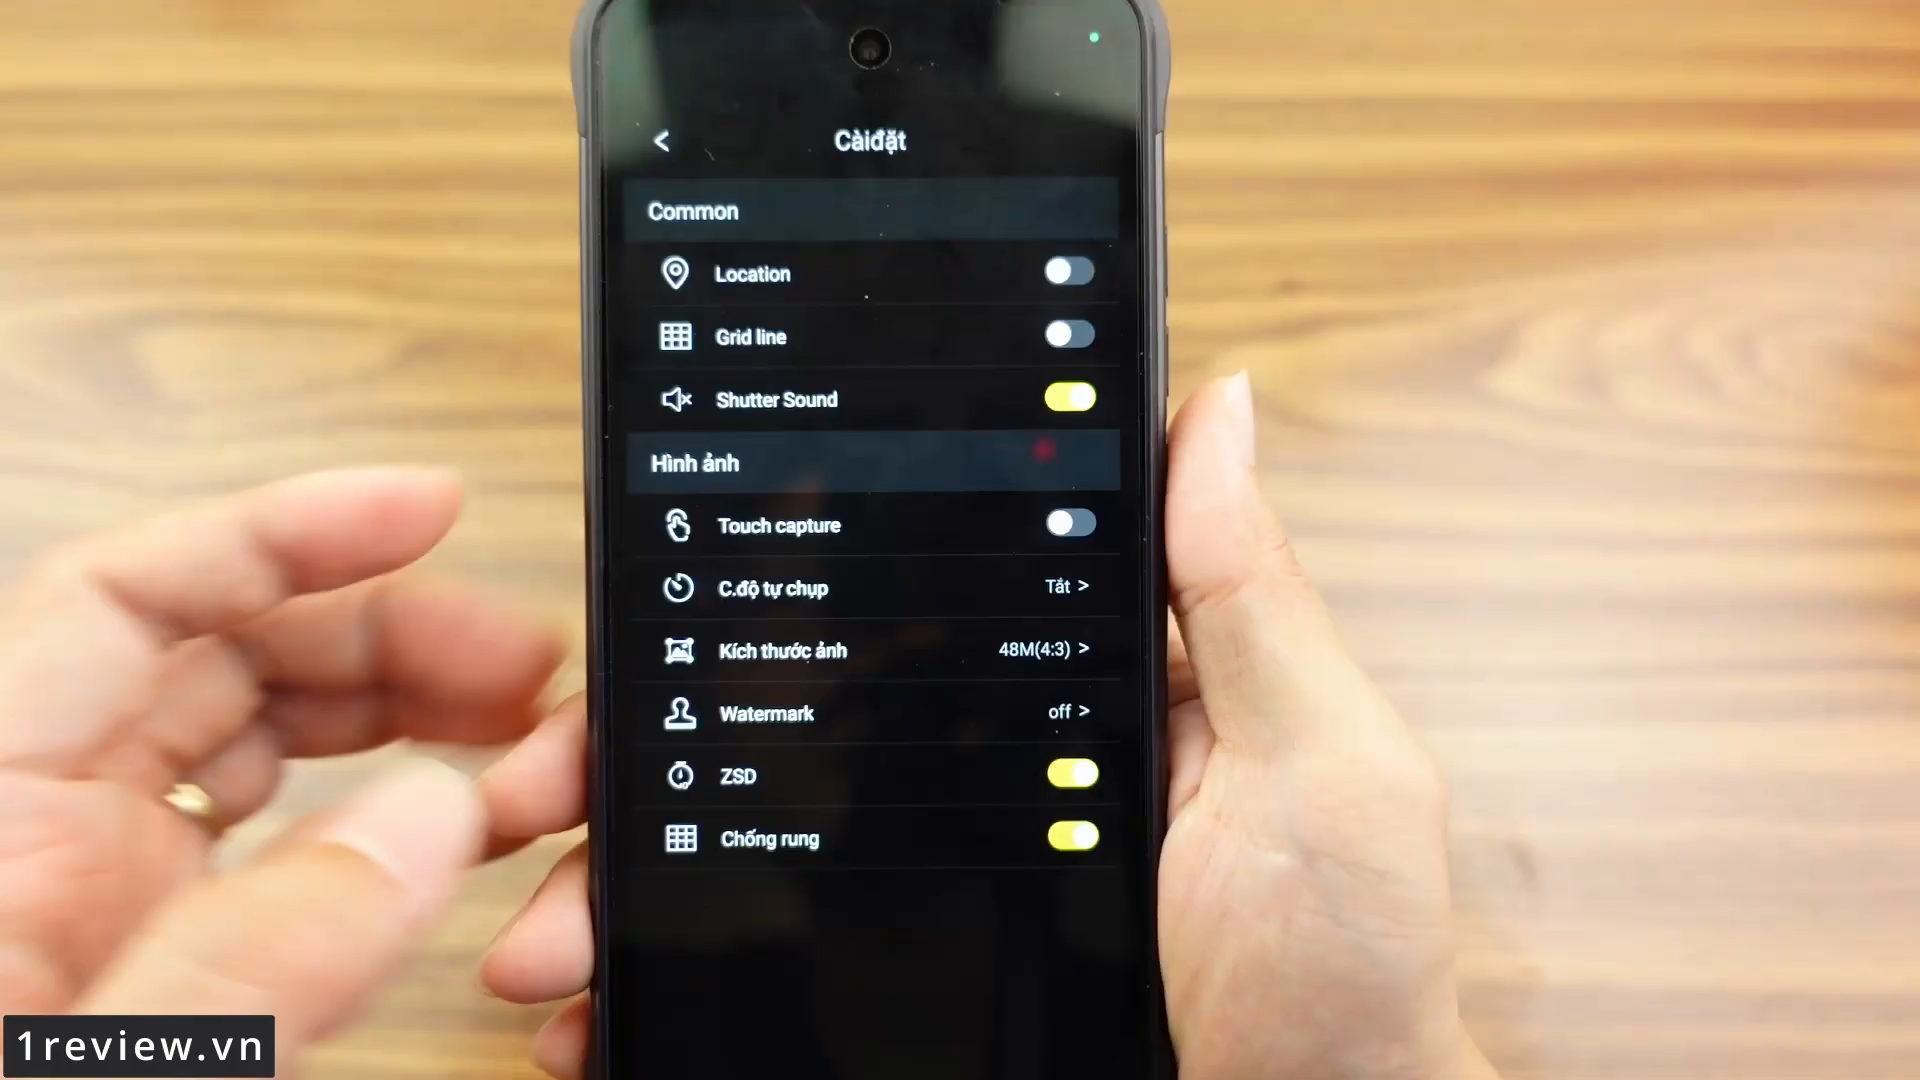 <
Càiđặt
Common
Location
Grid line
Shutter Sound
Hình ảnh
Touch capture
C.độ tự chụp Tắt >
Kích thước ảnh 48M(4:3) >
Watermark off >
ZSD
Chống rung
1review.vn